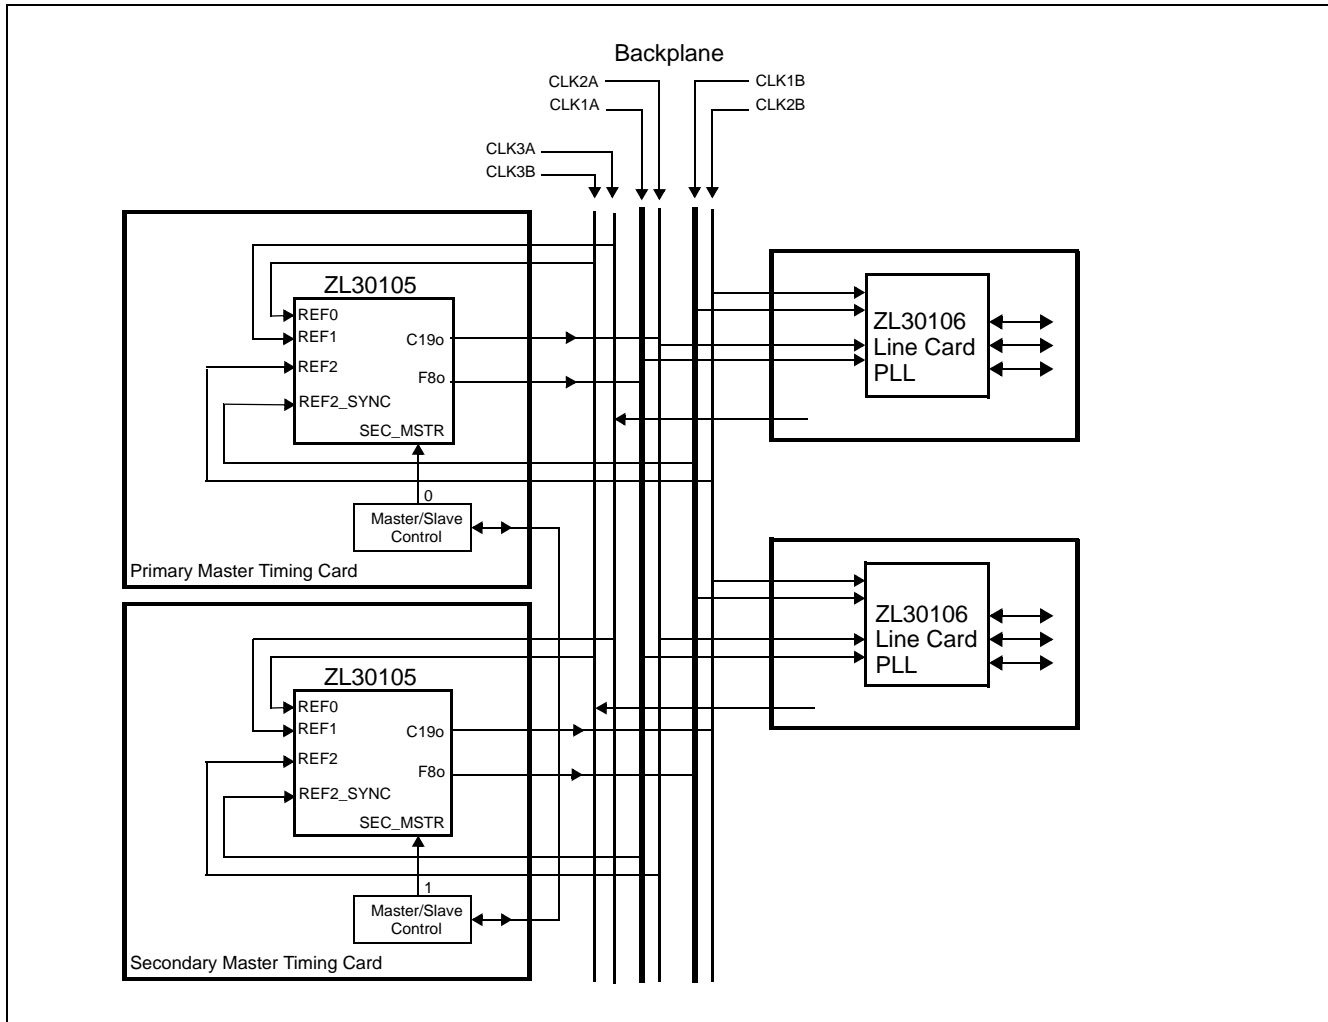 Backplane
CLK2A
CLK1B
CLK1A
CLK2B
CLK3A
CLK3B
ZL30105
REF0
REF1
REF2
REF2_SYNC
C19o
F8o
SEC_MSTR
0
Master/Slave
Control
Primary Master Timing Card
ZL30106
Line Card
PLL
ZL30105
REF0
REF1
REF2
REF2_SYNC
C19o
F8o
SEC_MSTR
1
Master/Slave
Control
Secondary Master Timing Card
ZL30106
Line Card
PLL